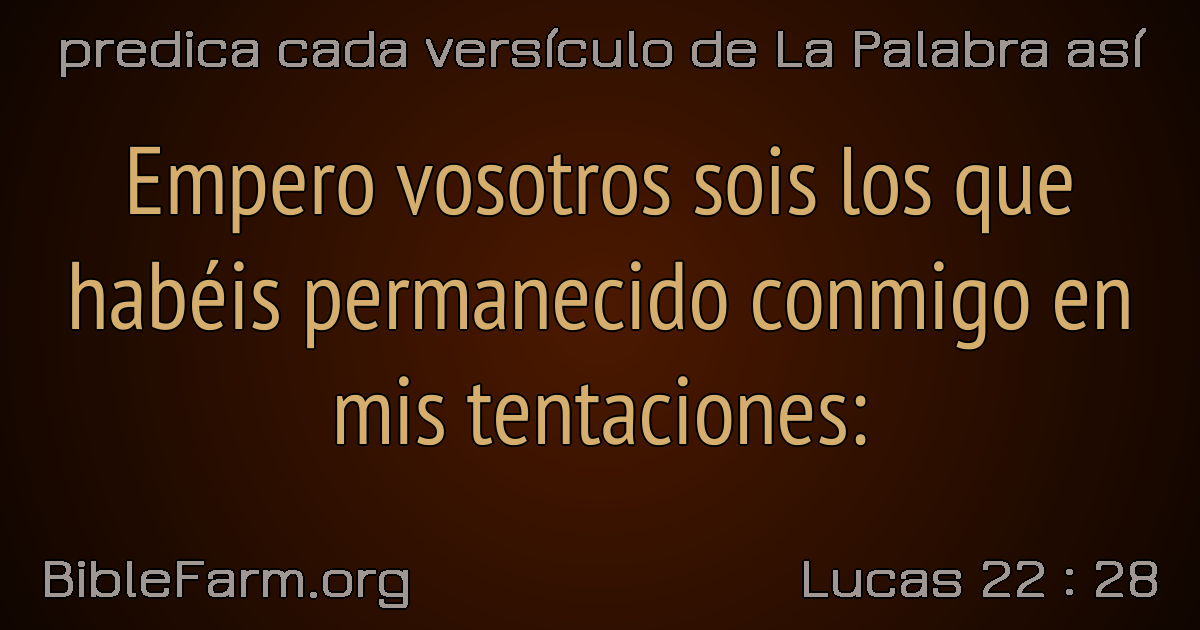 predica cada versículo de La Palabra así
Empero vosotros sois los que
habéis permanecido conmigo en
mis tentaciones:
BibleFarm.org
Lucas 22 : 28